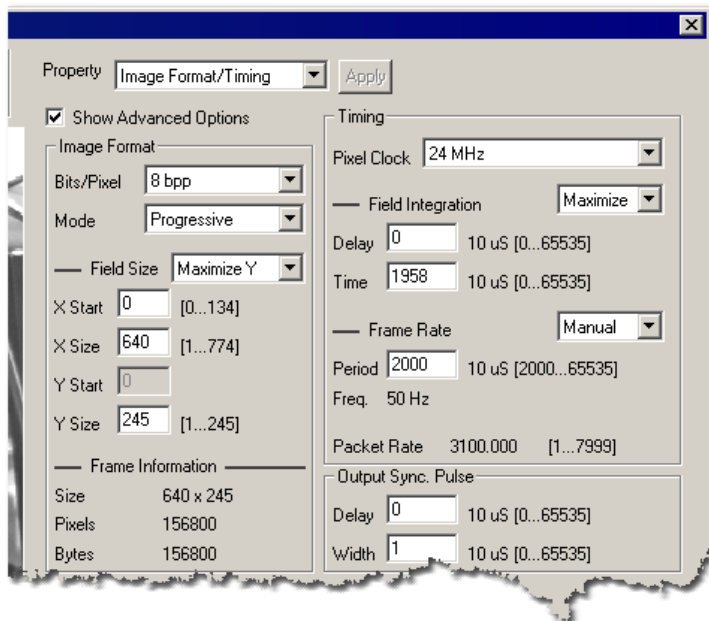 Property Image Format/Timing Apply
Show Advanced Options
Image Format
Bits/Pixel 8 bpp
Mode Progressive
Field Size Maximize Y
X Start 0 [0...134]
X Size 640 [1...774]
Y Start 0
Y Size 245 [1...245]
Frame Information
Size 640 x 245
Pixels 156800
Bytes 156800
Timing
Pixel Clock 24 MHz
Field Integration Maximize
Delay 0 10 uS [0...65535]
Time 1958 10 uS [0...65535]
Frame Rate Manual
Period 2000 10 uS [2000...65535]
Freq. 50 Hz
Packet Rate 3100.000 [1...7999]
Output Sync. Pulse
Delay 0 10 uS [0...65535]
Width 1 10 uS [0...65535]